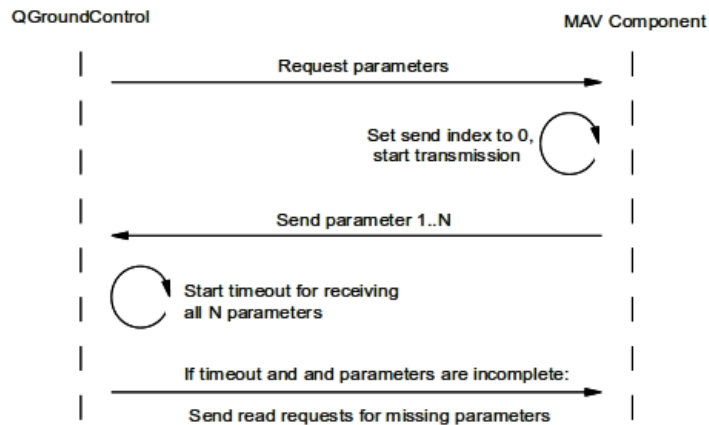 QGroundControl
MAV Component
Request parameters
Set send index to 0,
start transmission
Send parameter 1..N
Start timeout for receiving
all N parameters
If timeout and and parameters are incomplete:
Send read requests for missing parameters